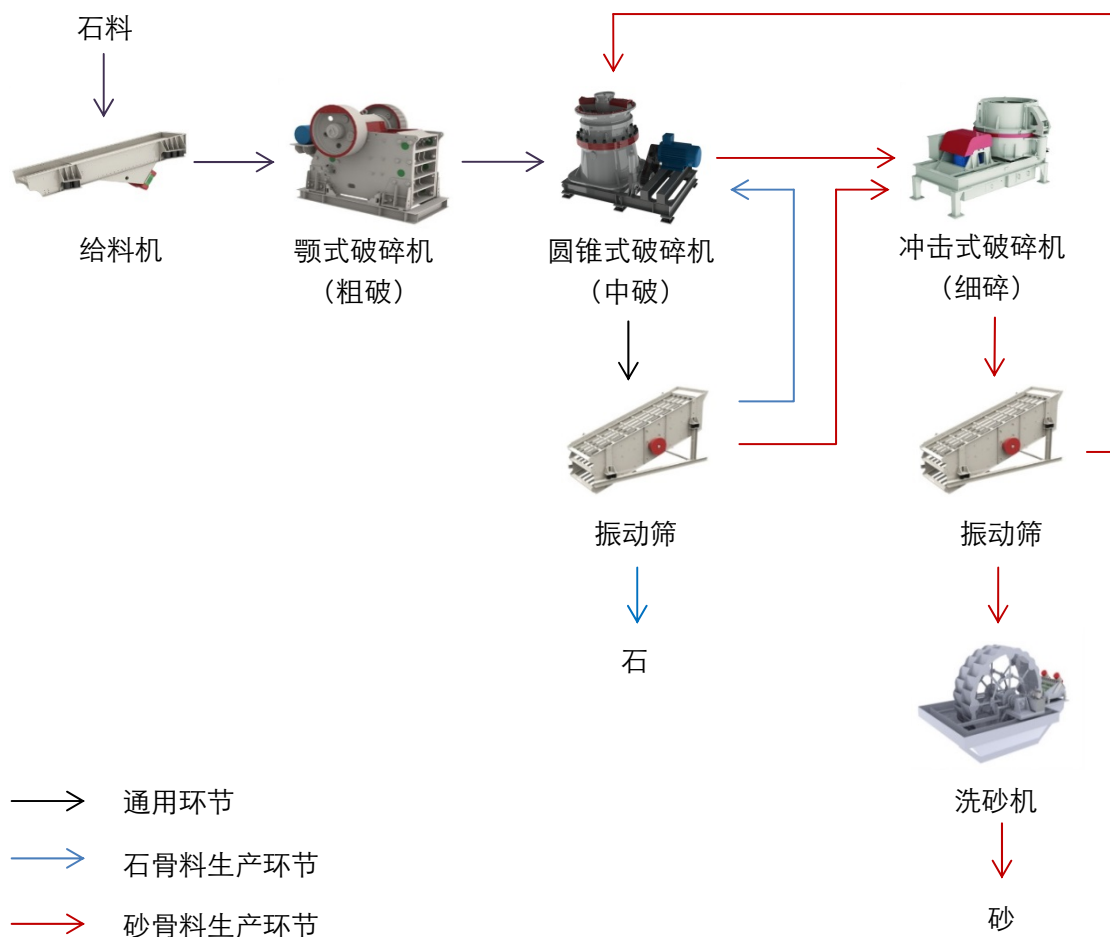 石料
给料机
颚式破碎机
（粗破）
圆锥式破碎机
（中破）
冲击式破碎机
（细碎）
振动筛
振动筛
石
洗砂机
砂
通用环节
石骨料生产环节
砂骨料生产环节